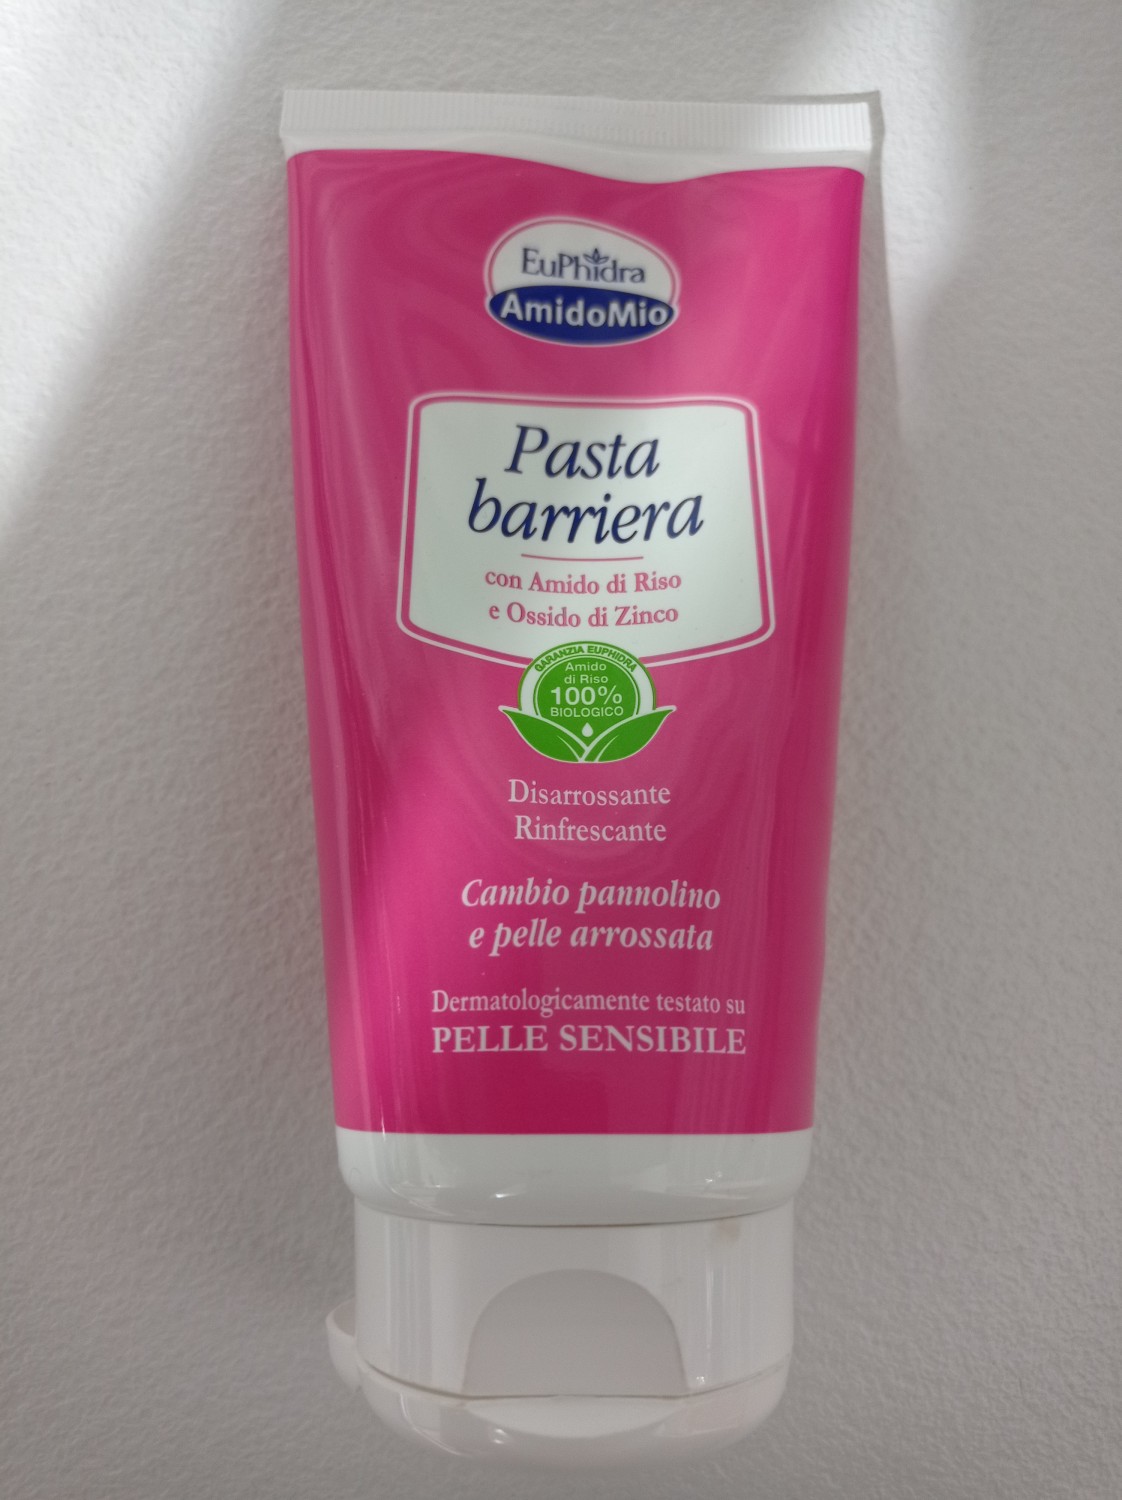 EuPhidra
AmidoMio
Pasta
barriera
con Amido di Riso
e Ossido di Zinco
GARANZIA EUPHIDRA
Amido
di Riso
100%
BIOLOGICO
Disarrossante
Rinfrescante
Cambio pannolino
e pelle arrossata
Dermatologicamente testato su
PELLE SENSIBILE